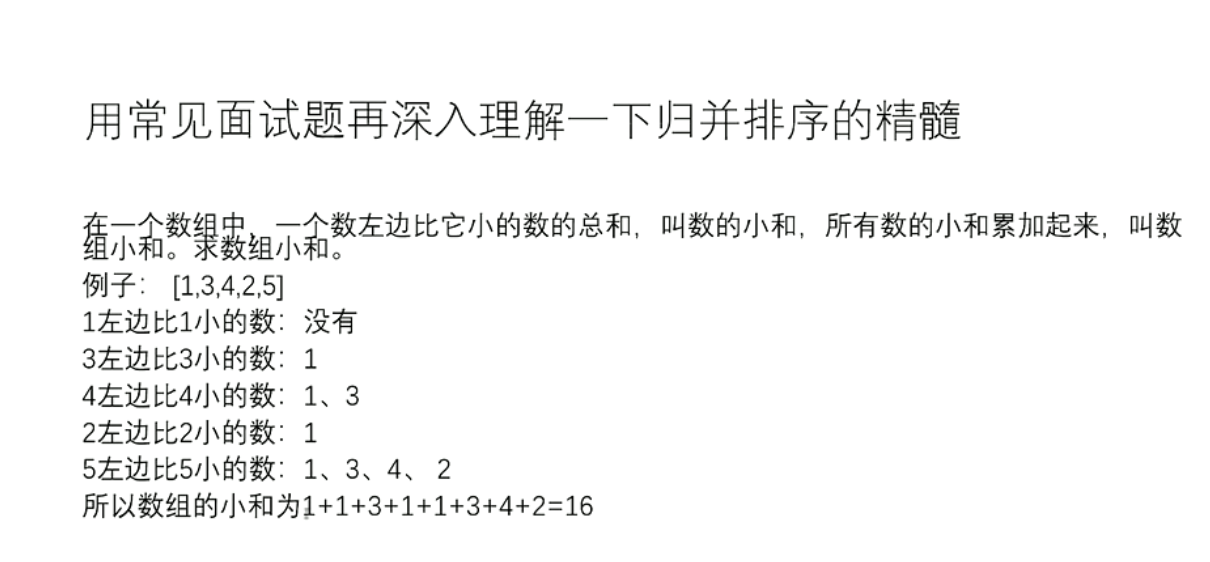 用常见面试题再深入理解一下归并排序的精髓
在一个数组中，一个数左边比它小的数的总和，叫数的小和，所有数的小和累加起来，叫数
组小和。求数组小和。
例子： [1,3,4,2,5]
1左边比1小的数：没有
3左边比3小的数：1
4左边比4小的数：1、3
2左边比2小的数：1
5左边比5小的数：1、3、4、 2
所以数组的小和为1+1+3+1+1+3+4+2=16